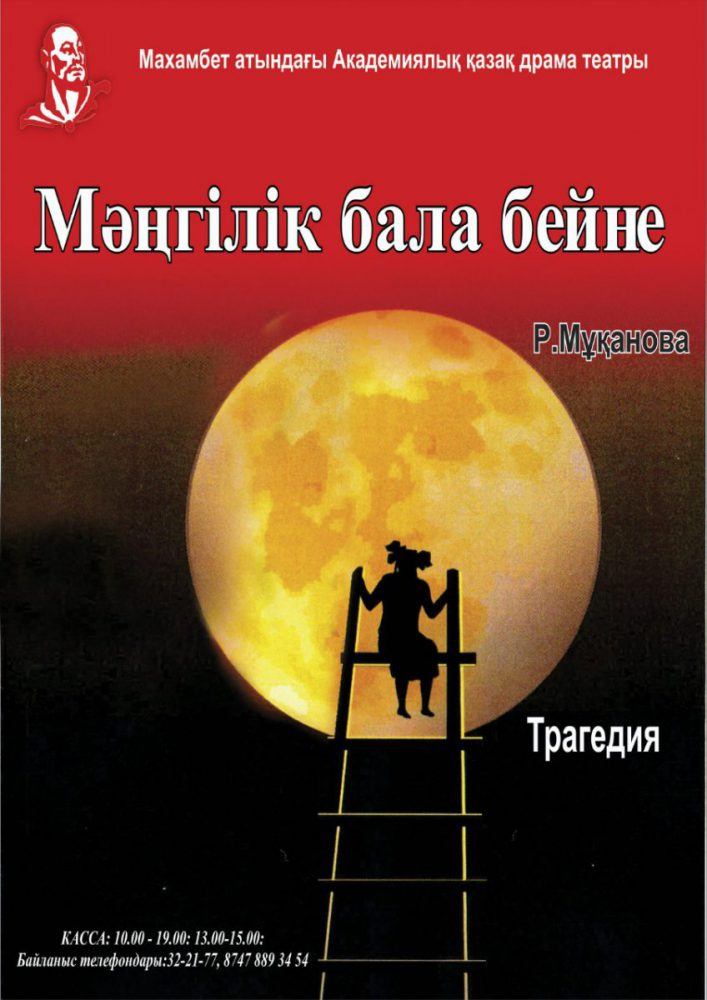 Махамбет атындағы Академиялық қазақ драма театры
Мәңгілік бала бейне
Р.Мұқанова
Трагедия
КАССА: 10.00 - 19.00: 13.00-15.00:
Байланыс телефондары:32-21-77, 8747 889 34 54